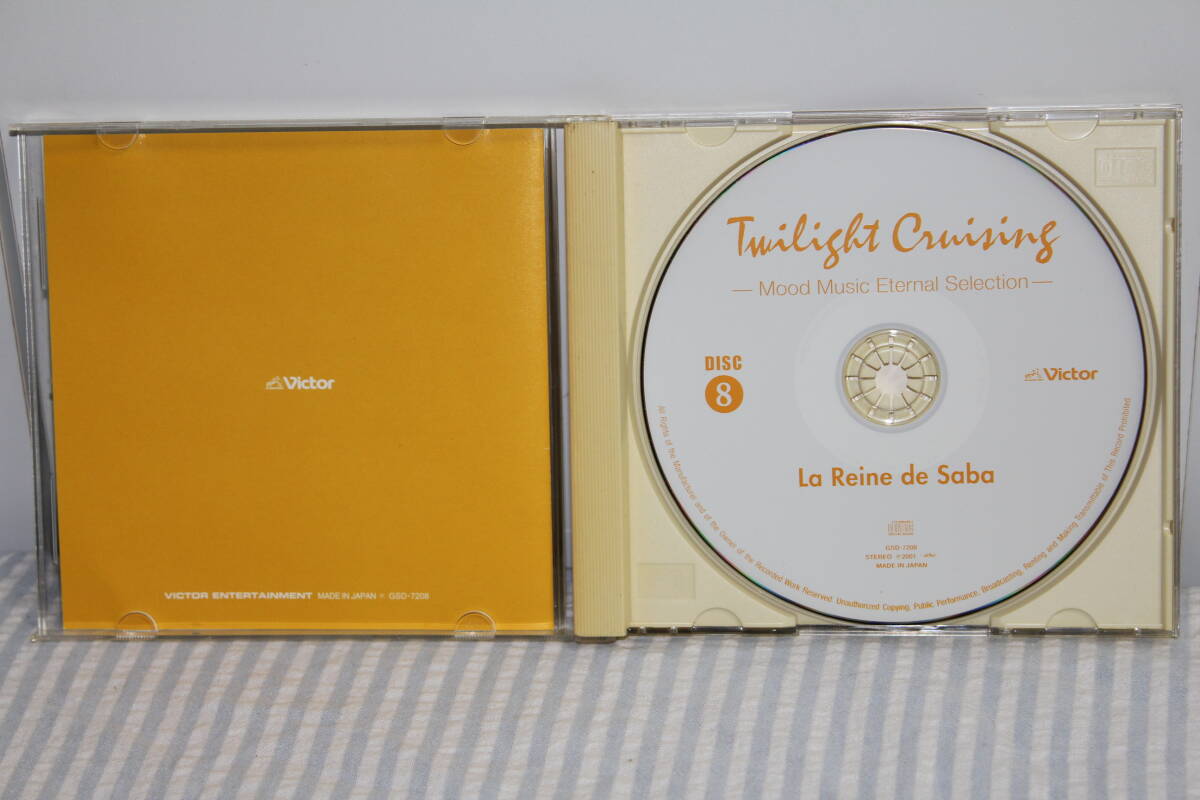 Victor
VICTOR ENTERTAINMENT MADE IN JAPAN GSD-7208
Twilight Cruising
— Mood Music Eternal Selection —
DISC
8
Victor
La Reine de Saba
GSD-7208
STEREO ℗2001
MADE IN JAPAN
All Rights of the Manufacturer and of the Owner of the Recorded Work Reserved. Unauthorized Copying, Public Performance, Broadcasting, Renting and Making Transmittable of This Record Prohibited